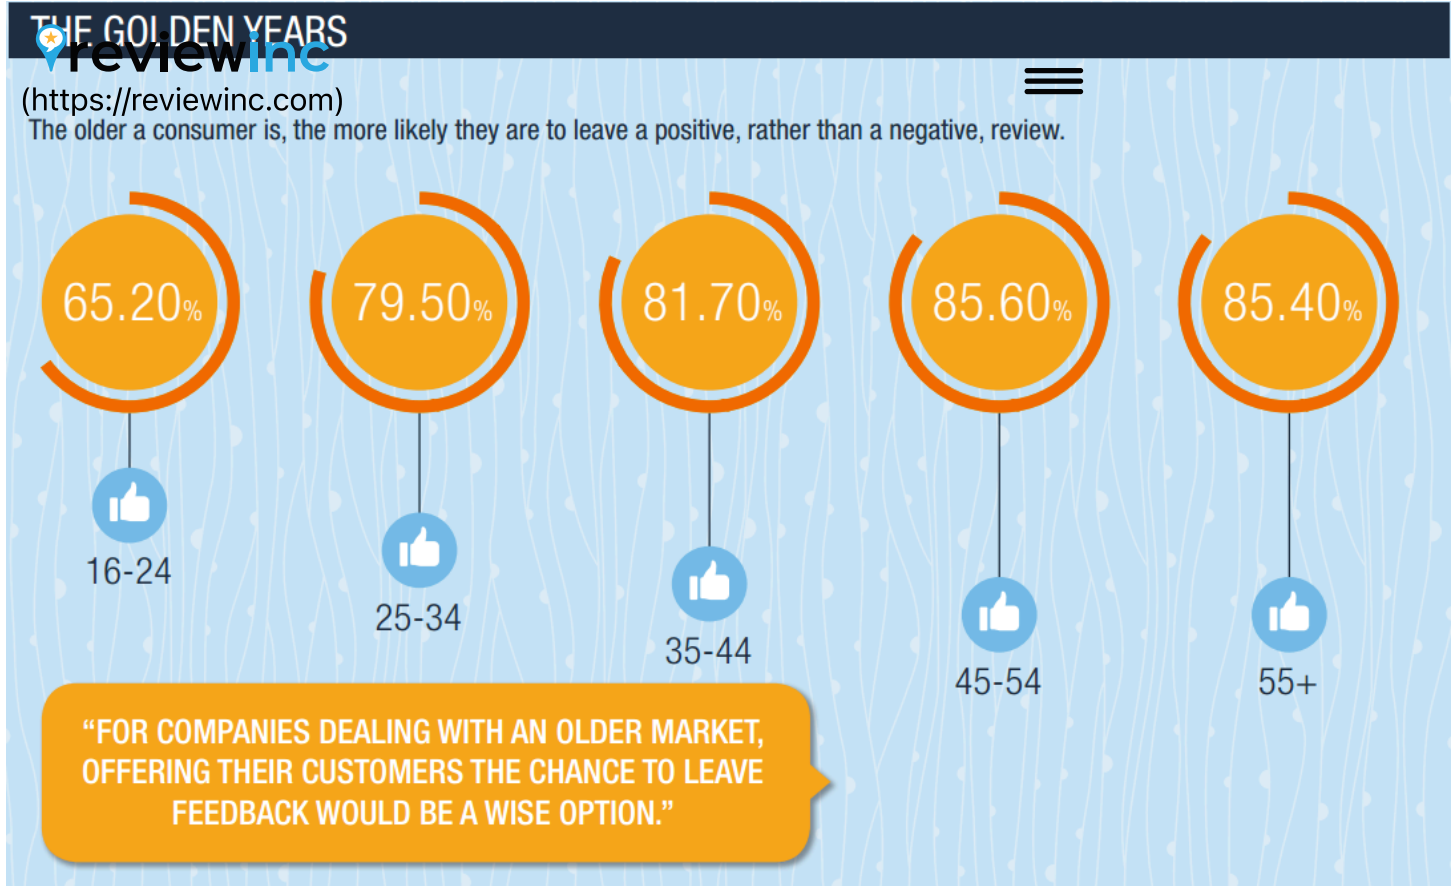 THE GOLDEN YEARS
reviewinc
(https://reviewinc.com)
The older a consumer is, the more likely they are to leave a positive, rather than a negative, review.
65.20% 79.50% 81.70% 85.60% 85.40%
16-24
25-34
35-44
45-54 55+
“FOR COMPANIES DEALING WITH AN OLDER MARKET,
OFFERING THEIR CUSTOMERS THE CHANCE TO LEAVE
FEEDBACK WOULD BE A WISE OPTION.”